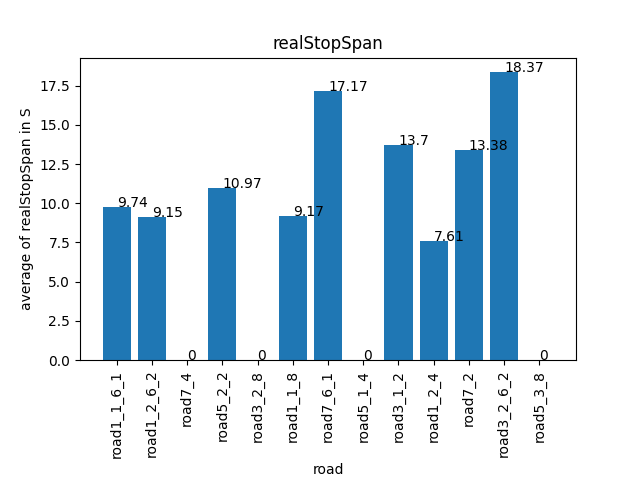 realStopSpan
average of realStopSpan in S
17.5
15.0
12.5
10.0
7.5
5.0
2.5
0.0
9.74
9.15
0
10.97
0
9.17
17.17
0
13.7
7.61
13.38
18.37
0
road1_1_6_1
road1_2_6_2
road7_4
road5_2_2
road3_2_8
road1_1_8
road7_6_1
road5_1_4
road3_1_2
road1_2_4
road7_2
road3_2_6_2
road5_3_8
road